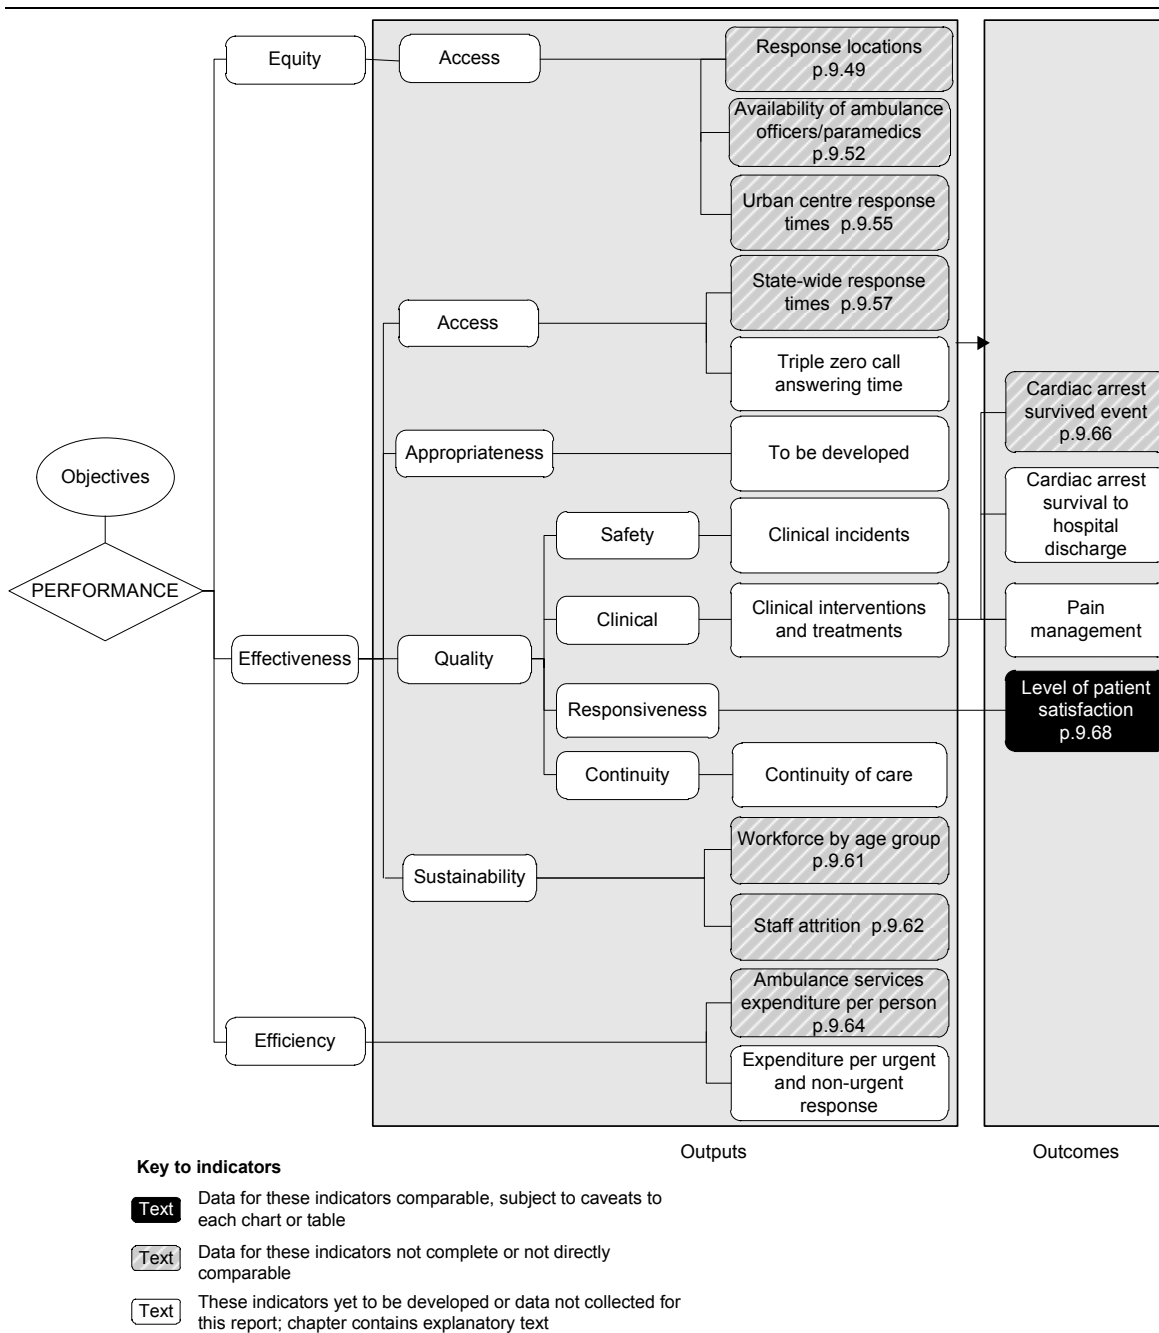 Equity
Access
Response locations
p.9.49
Availability of ambulance
officers/paramedics
p.9.52
Urban centre response
times p.9.55
State-wide response
times p.9.57
Access
Triple zero call
answering time
Cardiac arrest
survived event
p.9.66
Appropriateness
To be developed
Objectives
Cardiac arrest
survival to
hospital
discharge
Safety
Clinical incidents
PERFORMANCE
Clinical
Clinical interventions
and treatments
Pain
management
Effectiveness
Quality
Responsiveness
Level of patient
satisfaction
p.9.68
Continuity
Continuity of care
Sustainability
Workforce by age group
p.9.61
Staff attrition p.9.62
Efficiency
Ambulance services
expenditure per person
p.9.64
Expenditure per urgent
and non-urgent
response
Outputs
Outcomes
Key to indicators
Text
Data for these indicators comparable, subject to caveats to
each chart or table
Text
Data for these indicators not complete or not directly
comparable
Text
These indicators yet to be developed or data not collected for
this report; chapter contains explanatory text